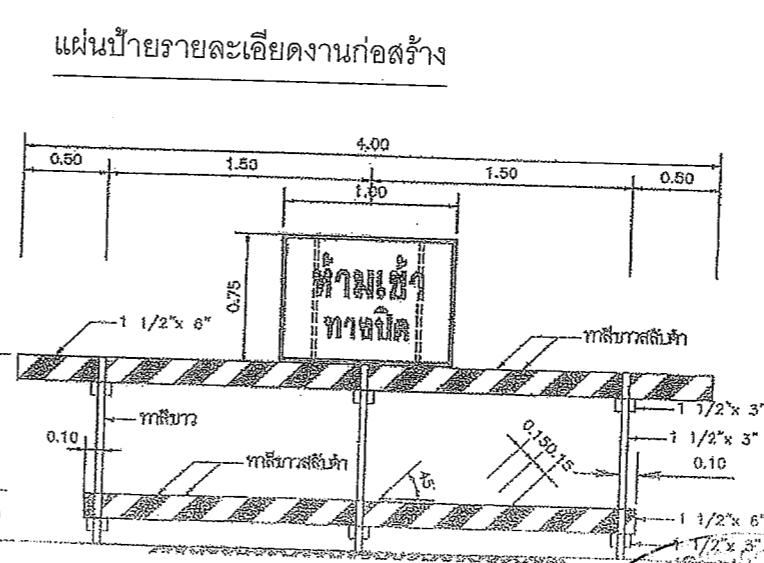 แผ่นป้ายรายละเอียดงานก่อสร้าง
4.00
0.50 1.50 1.50 0.50
1.00
0.75
ห้ามเข้า
ทางปิด
1 1/2"x 6"
ทาสีขาวสลับดำ
ทาสีขาว
1 1/2"x 3"
1 1/2"x 3"
0.10
0.15 0.15
0.10
ทาสีขาวสลับดำ
45°
1 1/2"x 6"
1 1/2"x 3"